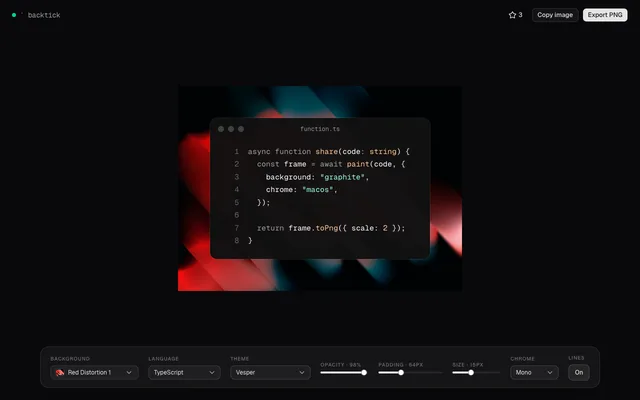 ` backtick
3
Copy image
Export PNG
function.ts
1 async function share(code: string) {
2 const frame = await paint(code, {
3 background: "graphite",
4 chrome: "macos",
5 });
6
7 return frame.toPng({ scale: 2 });
8 }
BACKGROUND
Red Distortion 1
LANGUAGE
TypeScript
THEME
Vesper
OPACITY · 98%
PADDING · 64PX
SIZE · 15PX
CHROME
Mono
LINES
On